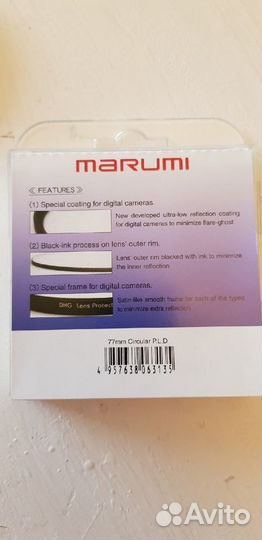 marumi
≪ FEATURES ≫
(1) Special coating for digital cameras.
New developed ultra-low reflection coating
for digital cameras to minimize flare-ghost
(2) Black-ink process on lens' outer rim.
Lens' outer rim blacked with ink to minimize
the inner reflection
(3) Special frame for digital cameras.
DHG Lens Protect
Satin-like smooth frame for each of the types
to minimize extra reflection
77mm Circular P.L.D
4 957638 063135
Avito